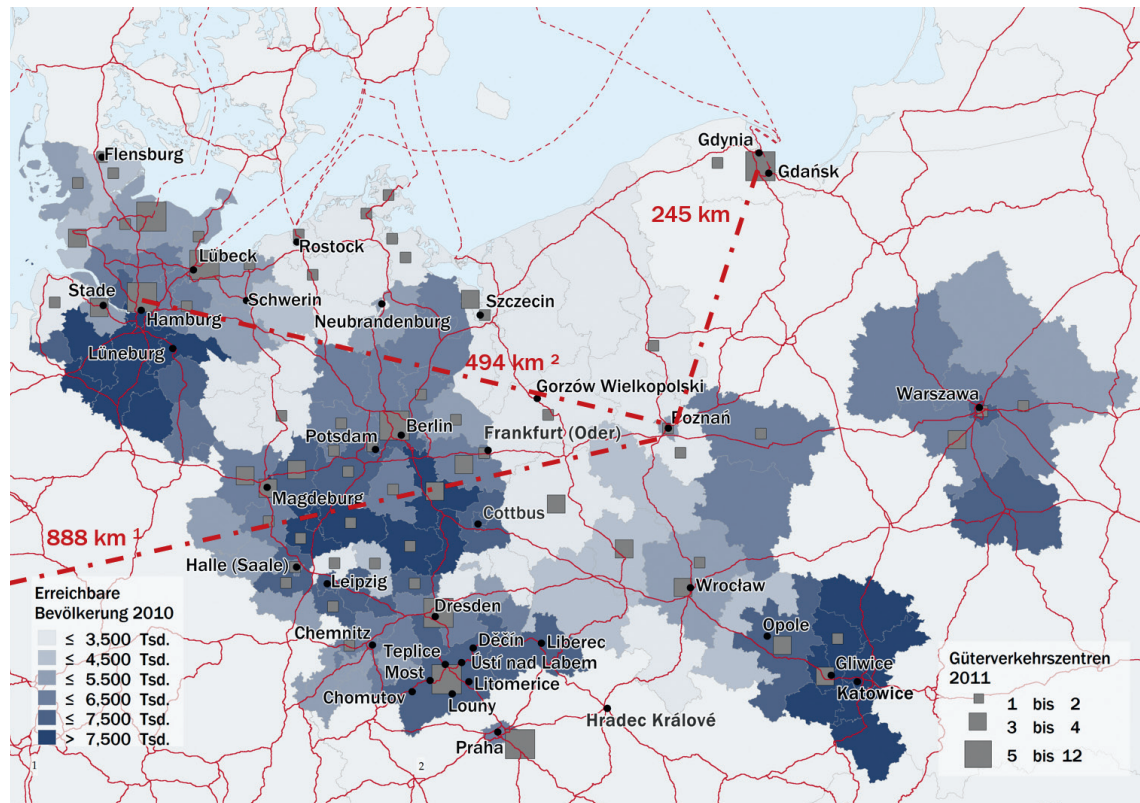 Flensburg
Gdynia
Gdańsk
245 km
Lübeck
Rostock
Stade
Hamburg
Schwerin
Neubrandenburg
Szczecin
Lüneburg
494 km ²
Gorzów Wielkopolski
Poznań
Warszawa
Berlin
Potsdam
Frankfurt (Oder)
Magdeburg
Cottbus
888 km ¹
Halle (Saale)
Leipzig
Wrocław
Dresden
Chemnitz
Děčín
Liberec
Teplice
Ústí nad Labem
Most
Litomerice
Chomutov
Louny
Opole
Gliwice
Katowice
Hradec Králové
Praha
Erreichbare
Bevölkerung 2010
≤ 3,500 Tsd.
≤ 4,500 Tsd.
≤ 5,500 Tsd.
≤ 6,500 Tsd.
≤ 7,500 Tsd.
> 7,500 Tsd.
1
2
Güterverkehrszentren
2011
1 bis 2
3 bis 4
5 bis 12